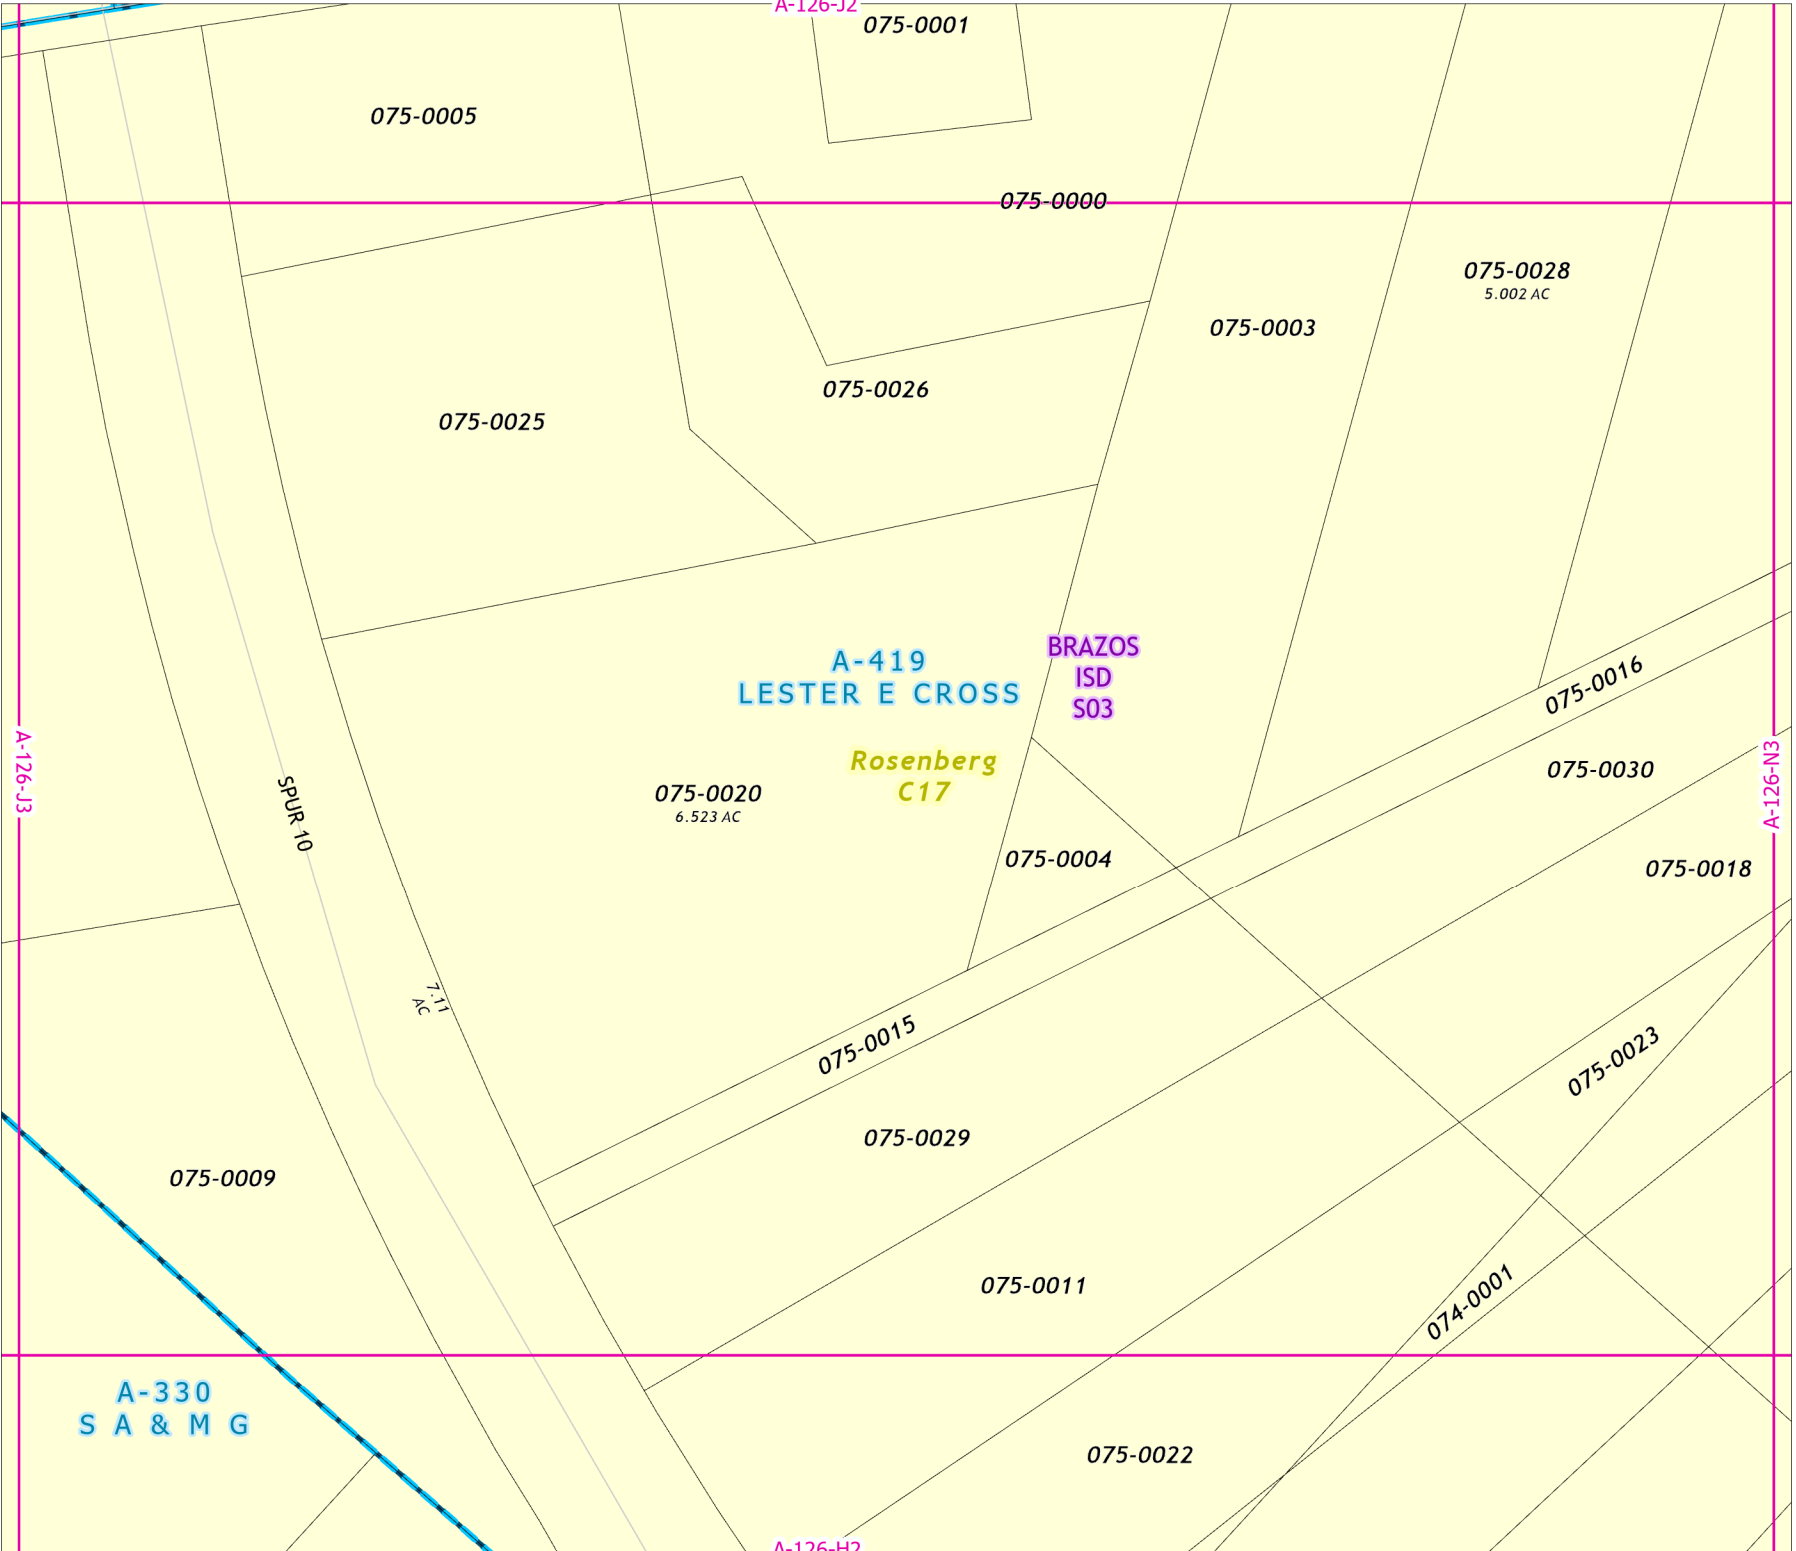 A-126-J2
075-0001
075-0005
075-0000
075-0028
5.002 AC
075-0003
075-0026
075-0025
A-419
LESTER E CROSS
BRAZOS
ISD
S03
075-0016
Rosenberg
C17
075-0030
A-126-J3
A-126-N3
075-0020
6.523 AC
SPUR 10
075-0004
075-0018
7.11
AC
075-0015
075-0023
075-0029
075-0009
075-0011
074-0001
A-330
S A & M G
075-0022
A-126-H2